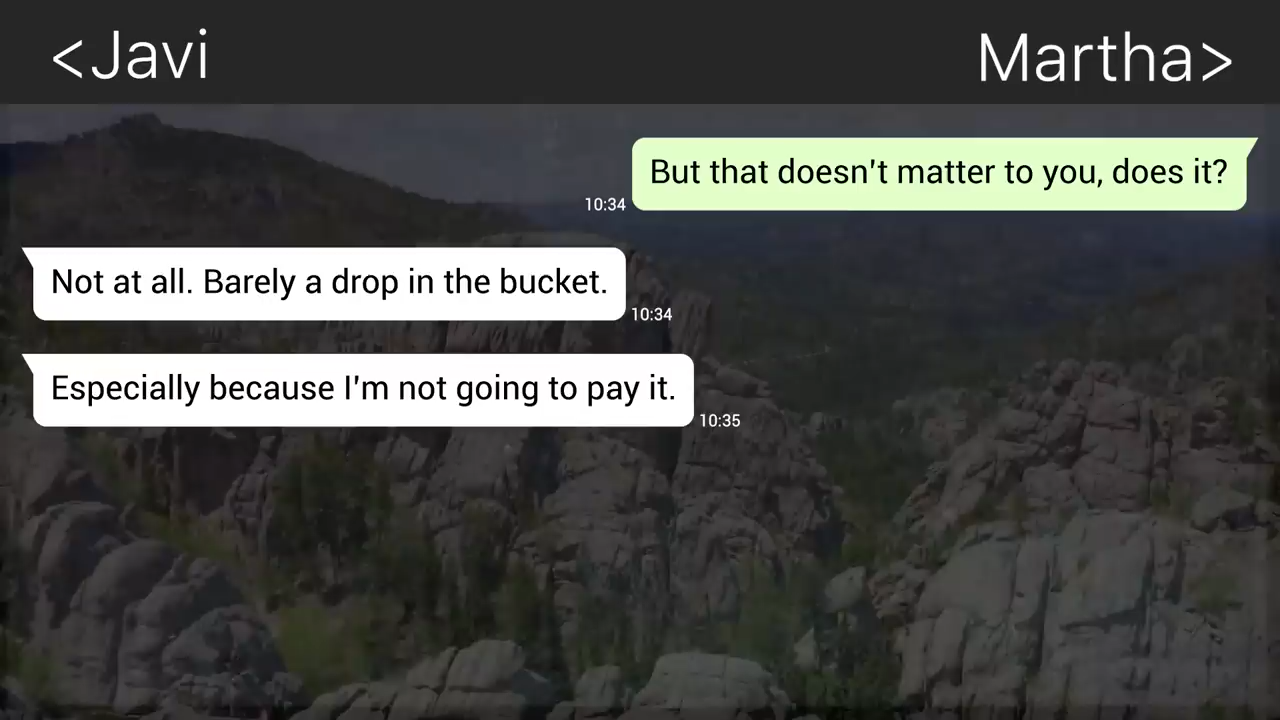 <Javi
Martha>
But that doesn't matter to you, does it?
10:34
Not at all. Barely a drop in the bucket.
10:34
Especially because I'm not going to pay it.
10:35